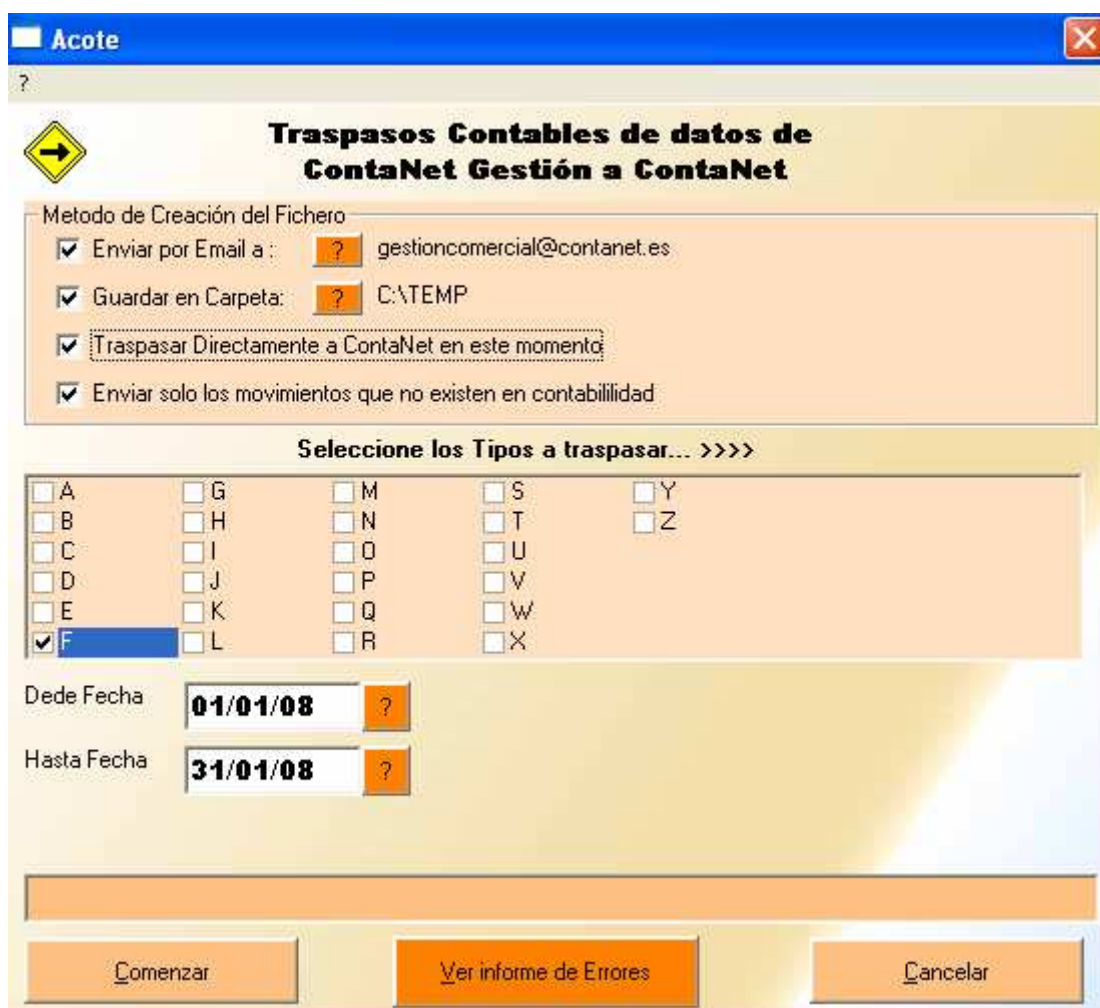 Acote
?
Traspasos Contables de datos de
ContaNet Gestión a ContaNet
Metodo de Creación del Fichero
Enviar por Email a : ? gestioncomercial@contanet.es
Guardar en Carpeta: ? C:\TEMP
Traspasar Directamente a ContaNet en este momento
Enviar solo los movimientos que no existen en contabililidad
Seleccione los Tipos a traspasar... >>>>
A G M S Y
B H N T Z
C I O U
D J P V
E K Q W
F L R X
Dede Fecha 01/01/08 ?
Hasta Fecha 31/01/08 ?
Comenzar Ver informe de Errores Cancelar